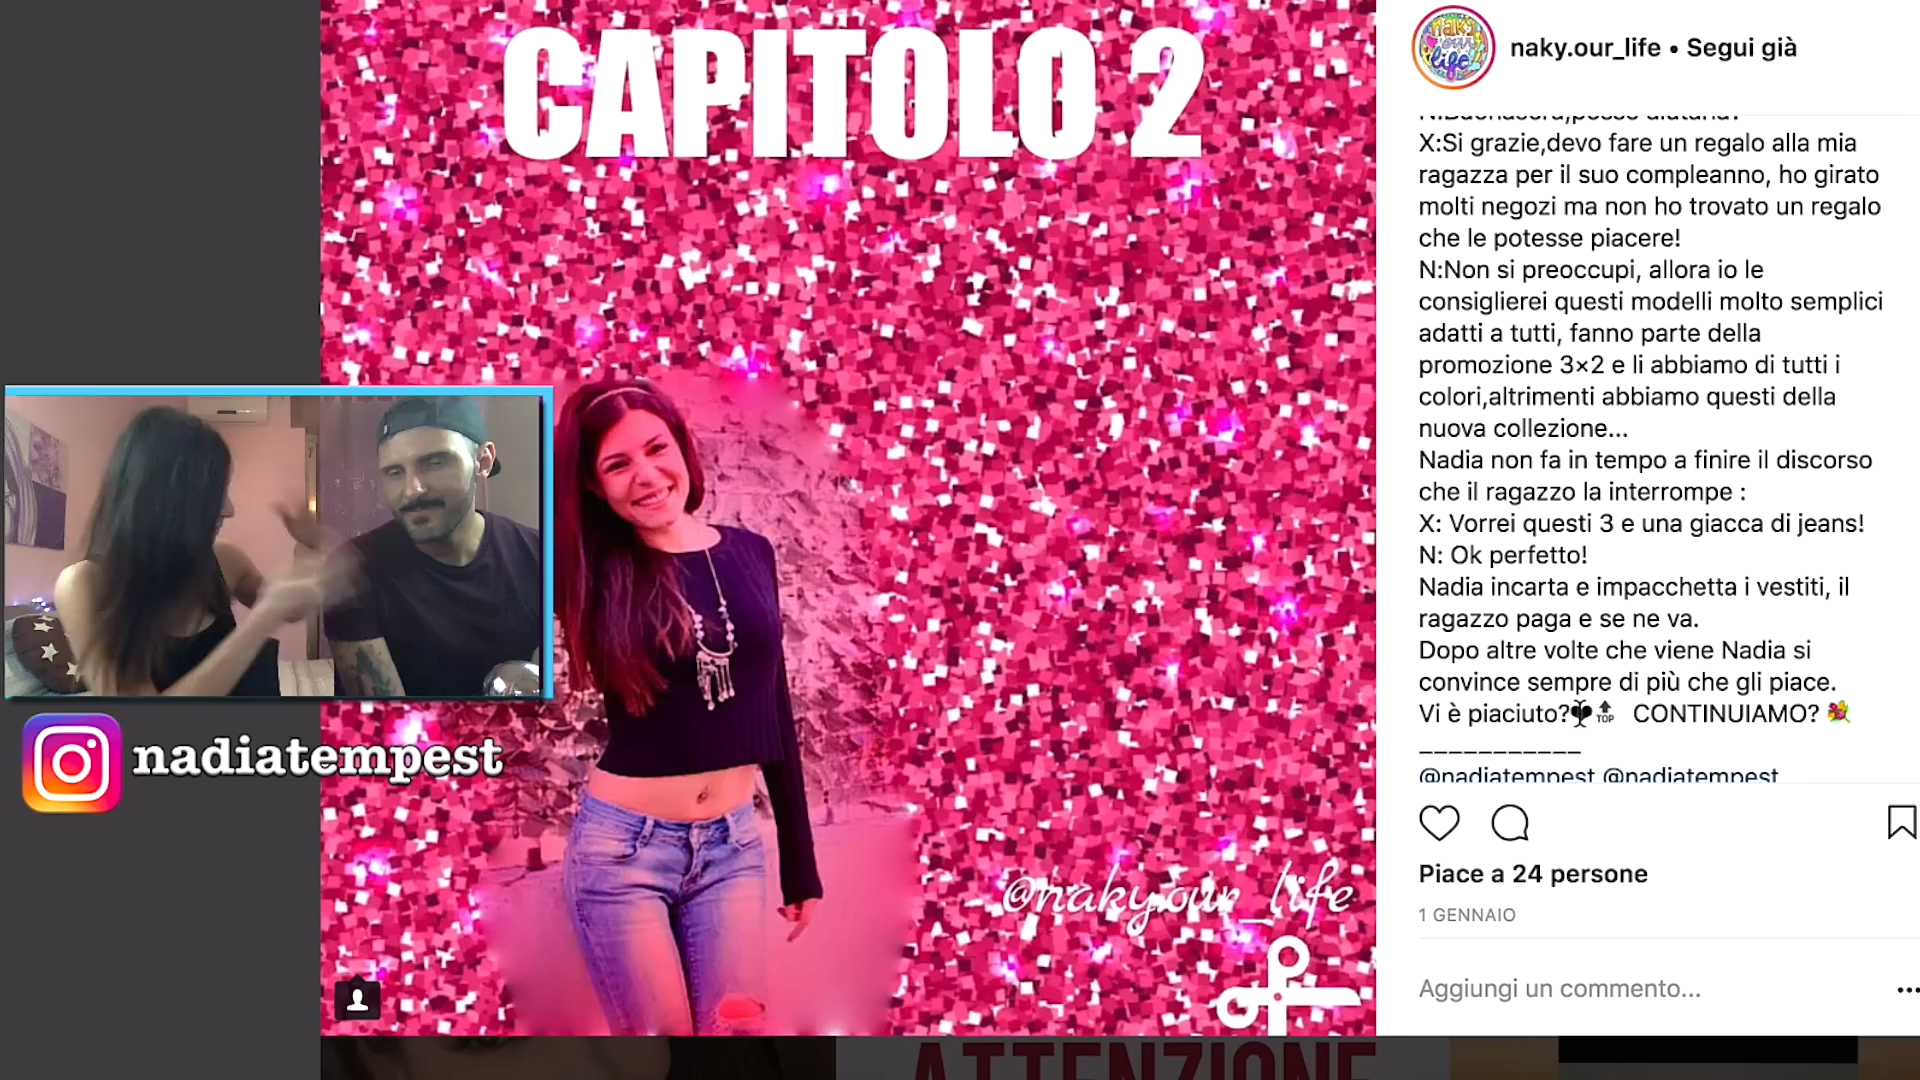 CAPITOLO 2
@naky.our_life
nadiatempest
naky.our_life • Segui già
N:Buonasera,posso aiutarla?
X:Si grazie,devo fare un regalo alla mia
ragazza per il suo compleanno, ho girato
molti negozi ma non ho trovato un regalo
che le potesse piacere!
N:Non si preoccupi, allora io le
consiglierei questi modelli molto semplici
adatti a tutti, fanno parte della
promozione 3×2 e li abbiamo di tutti i
colori,altrimenti abbiamo questi della
nuova collezione...
Nadia non fa in tempo a finire il discorso
che il ragazzo la interrompe :
X: Vorrei questi 3 e una giacca di jeans!
N: Ok perfetto!
Nadia incarta e impacchetta i vestiti, il
ragazzo paga e se ne va.
Dopo altre volte che viene Nadia si
convince sempre di più che gli piace.
Vi è piaciuto? TOP CONTINUIAMO?
___________
@nadiatempest @nadiatempest
Piace a 24 persone
1 GENNAIO
Aggiungi un commento...
ATTENZIONE